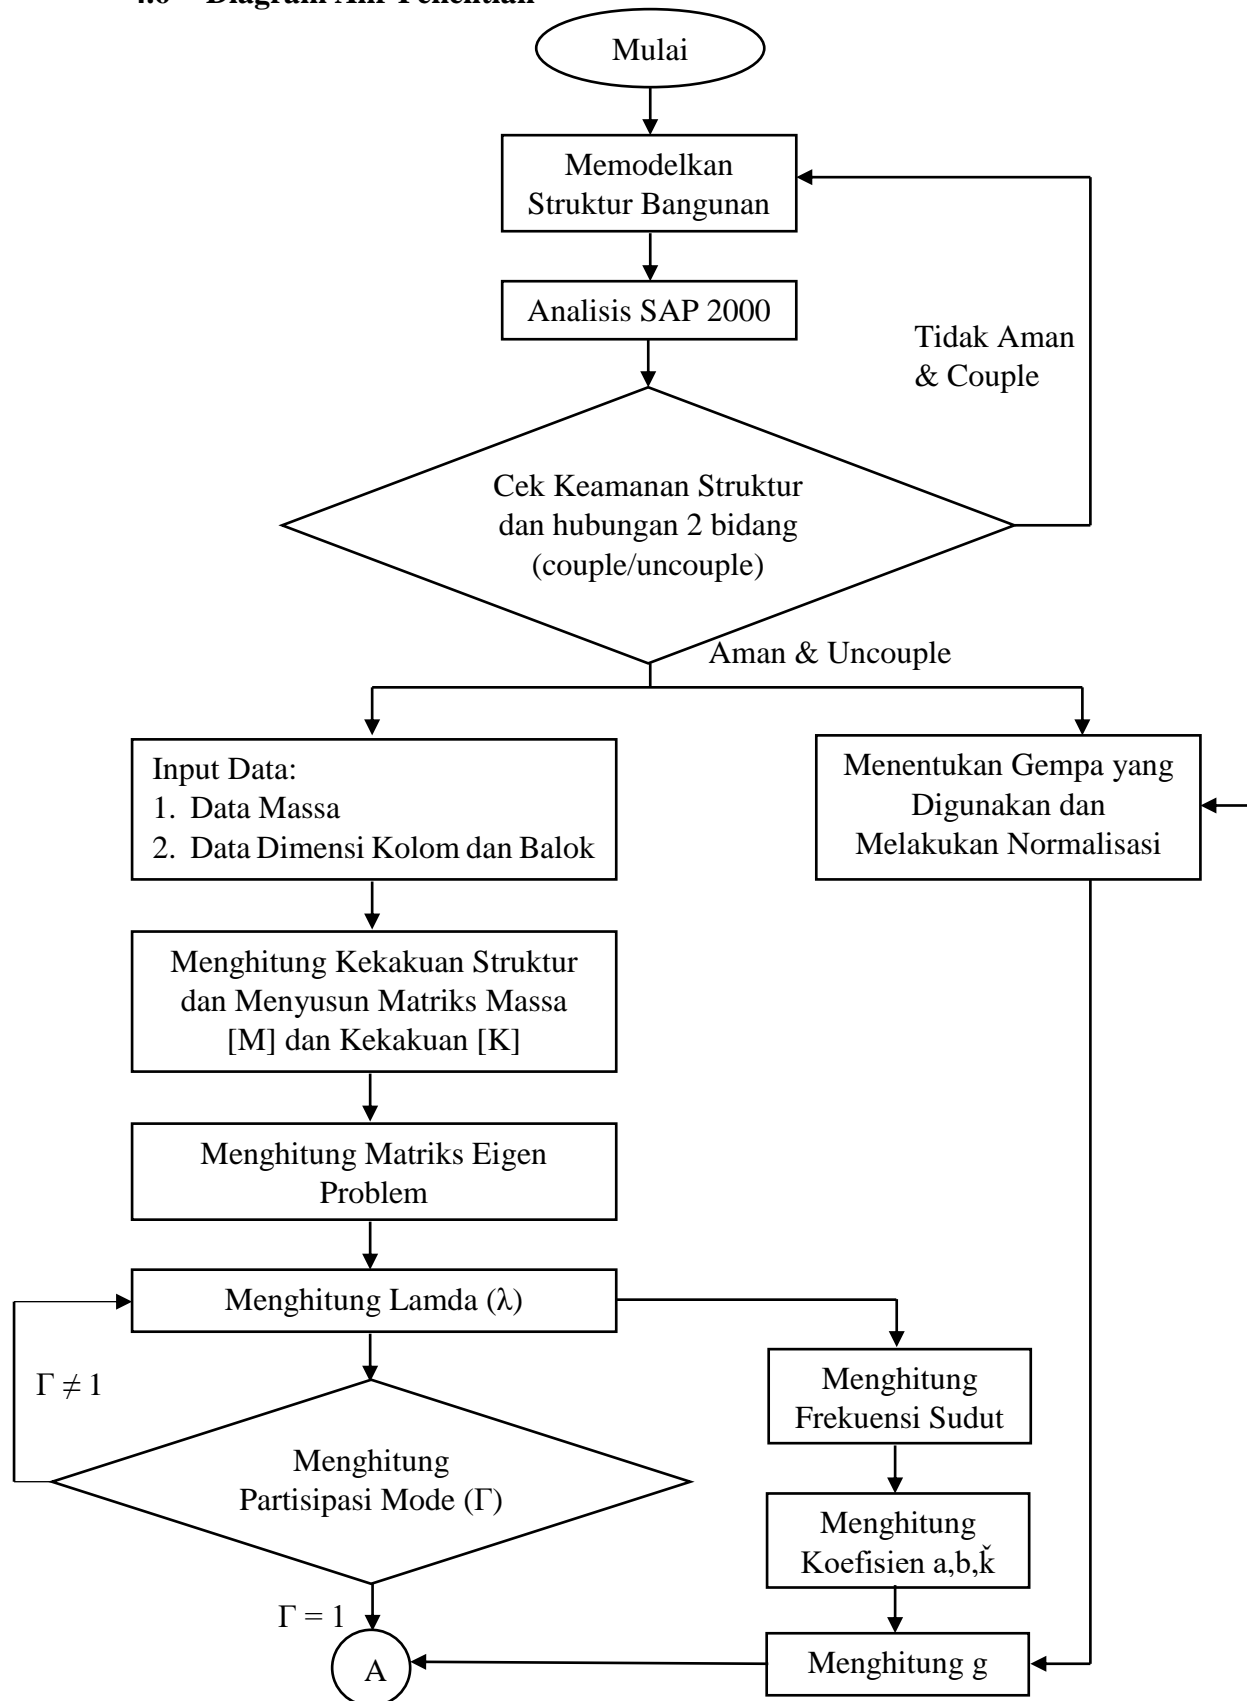 4.6 Diagram Alir Penelitian
Mulai
Memodelkan
Struktur Bangunan
Analisis SAP 2000
Tidak Aman
& Couple
Cek Keamanan Struktur
dan hubungan 2 bidang
(couple/uncouple)
Aman & Uncouple
Input Data:
1. Data Massa
2. Data Dimensi Kolom dan Balok
Menentukan Gempa yang
Digunakan dan
Melakukan Normalisasi
Menghitung Kekakuan Struktur
dan Menyusun Matriks Massa
[M] dan Kekakuan [K]
Menghitung Matriks Eigen
Problem
Menghitung Lamda (λ)
Γ ≠ 1
Menghitung
Partisipasi Mode (Γ)
Menghitung
Frekuensi Sudut
Menghitung
Koefisien a,b,ǩ
Γ = 1
A
Menghitung g